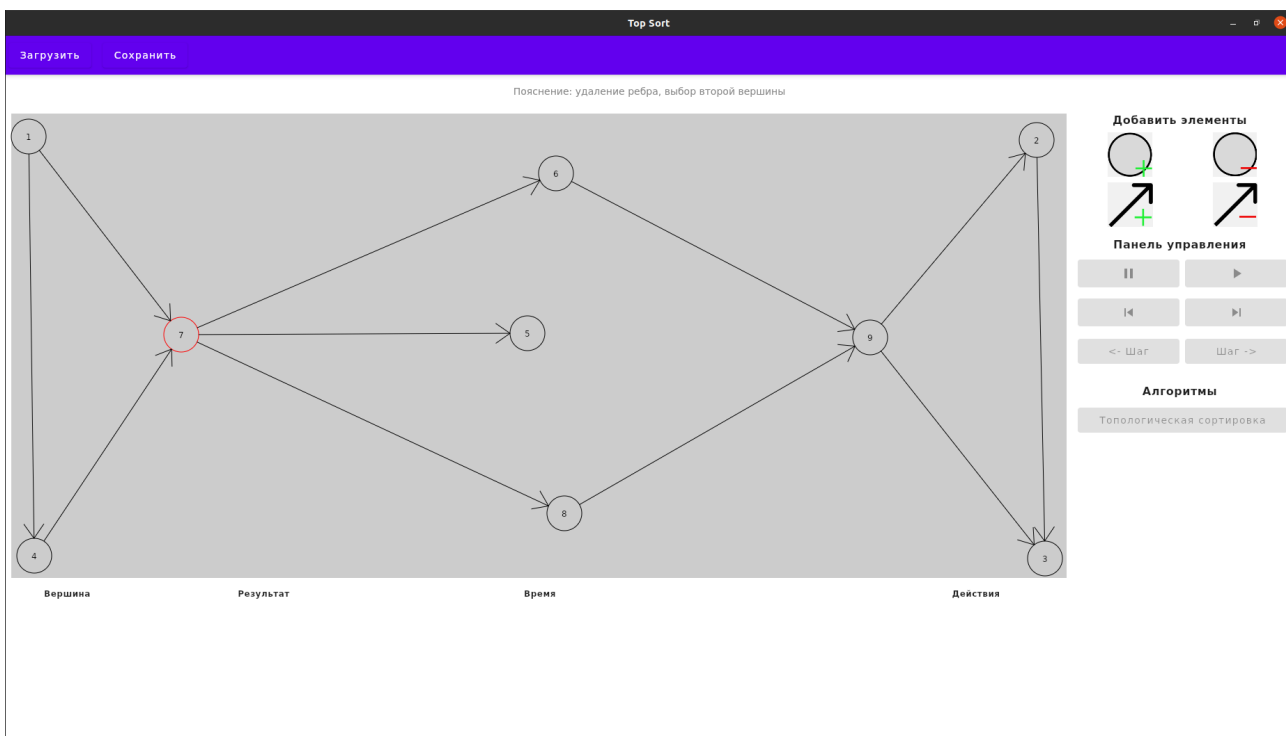 Top Sort
Загрузить Сохранить
Пояснение: удаление ребра, выбор второй вершины
Добавить элементы
1
2
6
Панель управления
7
5
9
<- Шаг Шаг ->
Алгоритмы
Топологическая сортировка
8
4
3
Вершина Результат Время Действия